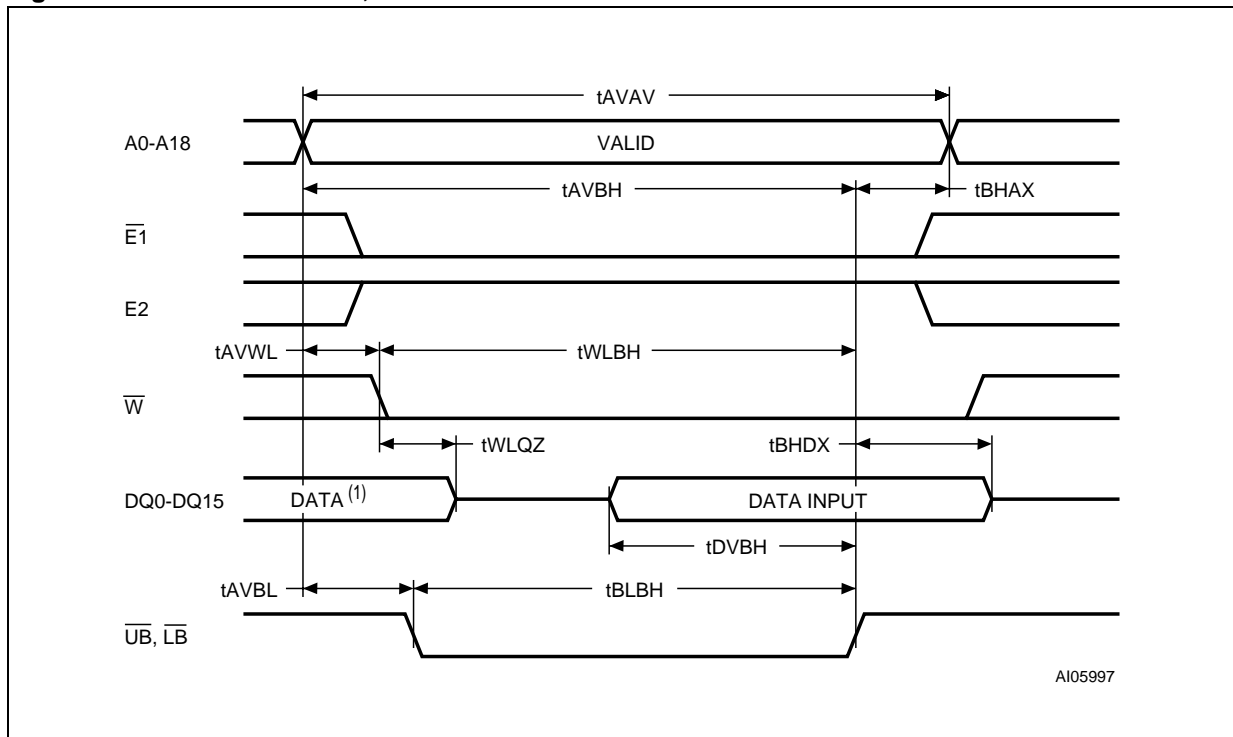 tAVAV
A0-A18 VALID
tAVBH tBHAX
E1
E2
tAVWL tWLBH
W
tWLQZ tBHDX
DQ0-DQ15 DATA (1) DATA INPUT
tDVBH
tAVBL tBLBH
UB, LB
AI05997